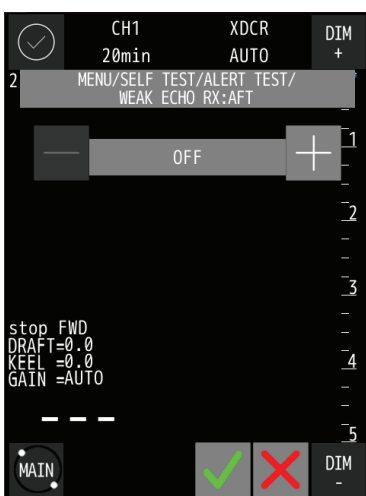 CH1 XDCR DIM
20min AUTO +
2
MENU/SELF TEST/ALERT TEST/
WEAK ECHO RX:AFT
— OFF +
1
2
3
stop FWD
DRAFT=0.0
KEEL =0.0
4
GAIN =AUTO
– – –
5
MAIN DIM
-